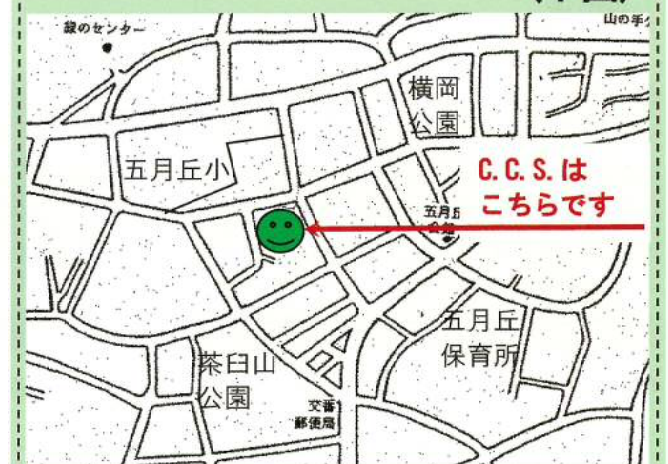 緑のセンター
山の手
横岡
公園
五月丘小
C. C. S. は
こちらです
五月丘
会館
五月丘
保育所
茶臼山
公園
交番
郵便局